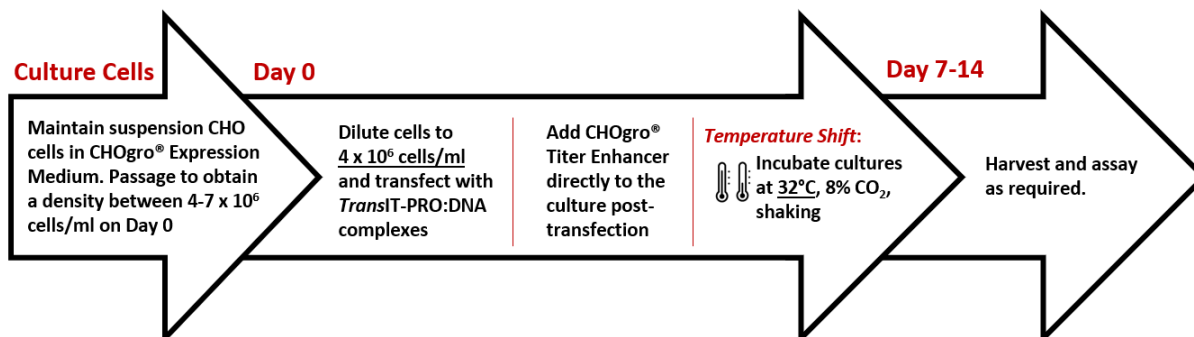 Culture Cells
Maintain suspension CHO
cells in CHOgro® Expression
Medium. Passage to obtain
a density between 4-7 x 10⁶
cells/ml on Day 0
Day 0
Dilute cells to
4 x 10⁶ cells/ml
and transfect with
TransIT-PRO:DNA
complexes
Add CHOgro®
Titer Enhancer
directly to the
culture post-
transfection
Temperature Shift:
Incubate cultures
at 32°C, 8% CO₂,
shaking
Day 7-14
Harvest and assay
as required.